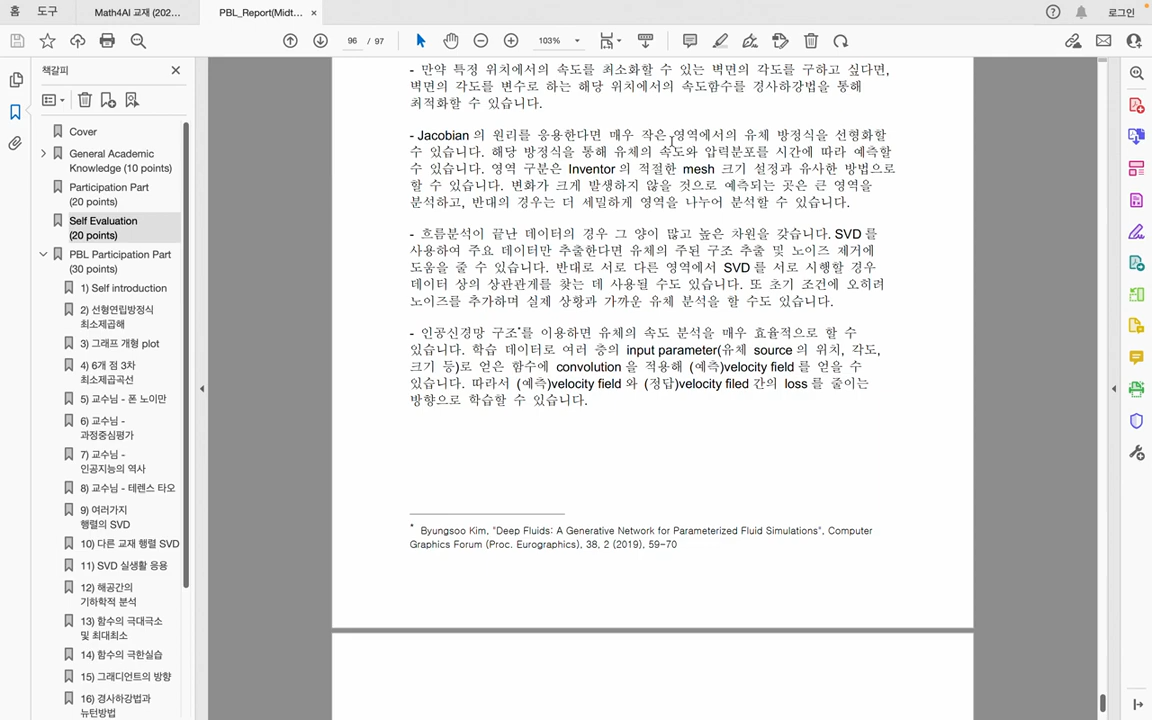 홈
도구
Math4AI 교재 (202...
PBL_Report(Midt...
로그인
96 / 97
103%
책갈피
Cover
General Academic
Knowledge (10 points)
Participation Part
(20 points)
Self Evaluation
(20 points)
PBL Participation Part
(30 points)
1) Self introduction
2) 선형연립방정식
최소제곱해
3) 그래프 개형 plot
4) 6개 점 3차
최소제곱곡선
5) 교수님 - 폰 노이만
6) 교수님 -
과정중심평가
7) 교수님 -
인공지능의 역사
8) 교수님 - 테렌스 타오
9) 여러가지
행렬의 SVD
10) 다른 교재 행렬 SVD
11) SVD 실생활 응용
12) 해공간의
기하학적 분석
13) 함수의 극대극소
및 최대최소
14) 함수의 극한실습
15) 그래디언트의 방향
16) 경사하강법과
뉴턴방법
- 만약 특정 위치에서의 속도를 최소화할 수 있는 벽면의 각도를 구하고 싶다면,
벽면의 각도를 변수로 하는 해당 위치에서의 속도함수를 경사하강법을 통해
최적화할 수 있습니다.
- Jacobian 의 원리를 응용한다면 매우 작은 영역에서의 유체 방정식을 선형화할
수 있습니다. 해당 방정식을 통해 유체의 속도와 압력분포를 시간에 따라 예측할
수 있습니다. 영역 구분은 Inventor 의 적절한 mesh 크기 설정과 유사한 방법으로
할 수 있습니다. 변화가 크게 발생하지 않을 것으로 예측되는 곳은 큰 영역을
분석하고, 반대의 경우는 더 세밀하게 영역을 나누어 분석할 수 있습니다.
- 흐름분석이 끝난 데이터의 경우 그 양이 많고 높은 차원을 갖습니다. SVD 를
사용하여 주요 데이터만 추출한다면 유체의 주된 구조 추출 및 노이즈 제거에
도움을 줄 수 있습니다. 반대로 서로 다른 영역에서 SVD 를 서로 시행할 경우
데이터 상의 상관관계를 찾는 데 사용될 수도 있습니다. 또 초기 조건에 오히려
노이즈를 추가하며 실제 상황과 가까운 유체 분석을 할 수도 있습니다.
- 인공신경망 구조*를 이용하면 유체의 속도 분석을 매우 효율적으로 할 수
있습니다. 학습 데이터로 여러 층의 input parameter(유체 source 의 위치, 각도,
크기 등)로 얻은 함수에 convolution 을 적용해 (예측)velocity field 를 얻을 수
있습니다. 따라서 (예측)velocity field 와 (정답)velocity filed 간의 loss 를 줄이는
방향으로 학습할 수 있습니다.
* Byungsoo Kim, "Deep Fluids: A Generative Network for Parameterized Fluid Simulations", Computer
Graphics Forum (Proc. Eurographics), 38, 2 (2019), 59-70